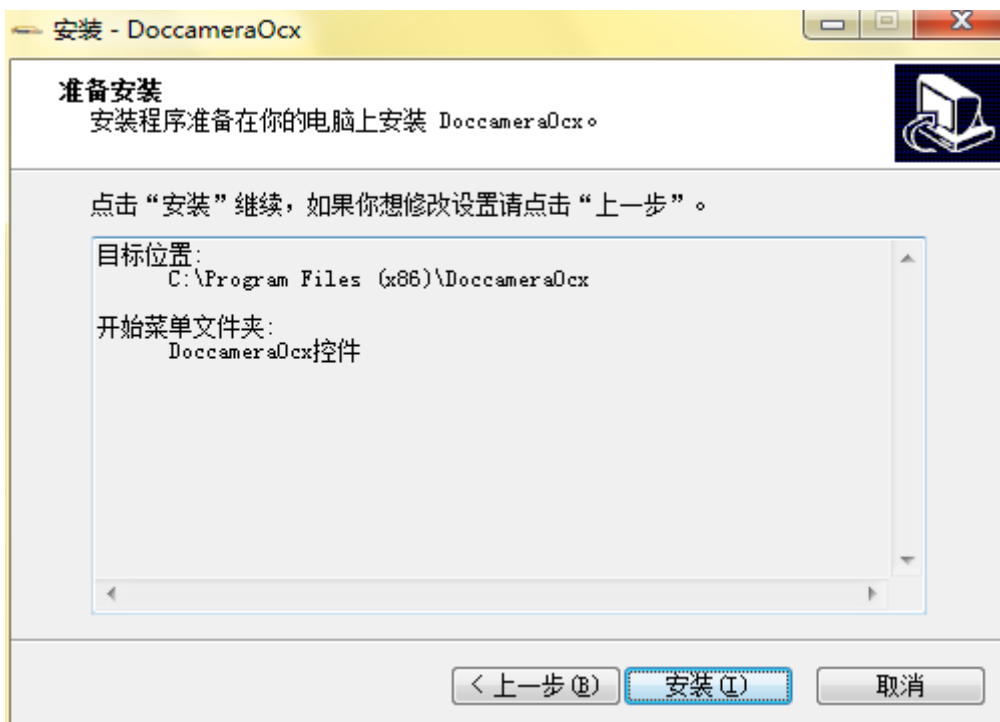 安装 - DoccameraOcx
准备安装
安装程序准备在你的电脑上安装 DoccameraOcx。
点击“安装”继续，如果你想修改设置请点击“上一步”。
目标位置:
C:\Program Files (x86)\DoccameraOcx
开始菜单文件夹:
DoccameraOcx控件
< 上一步(B) 安装(I) 取消